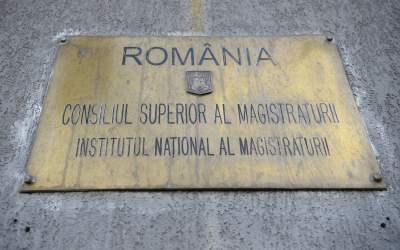 ROMÂNIA
CONSILIUL SUPERIOR AL MAGISTRATURII
INSTITUTUL NAȚIONAL AL MAGISTRATURII